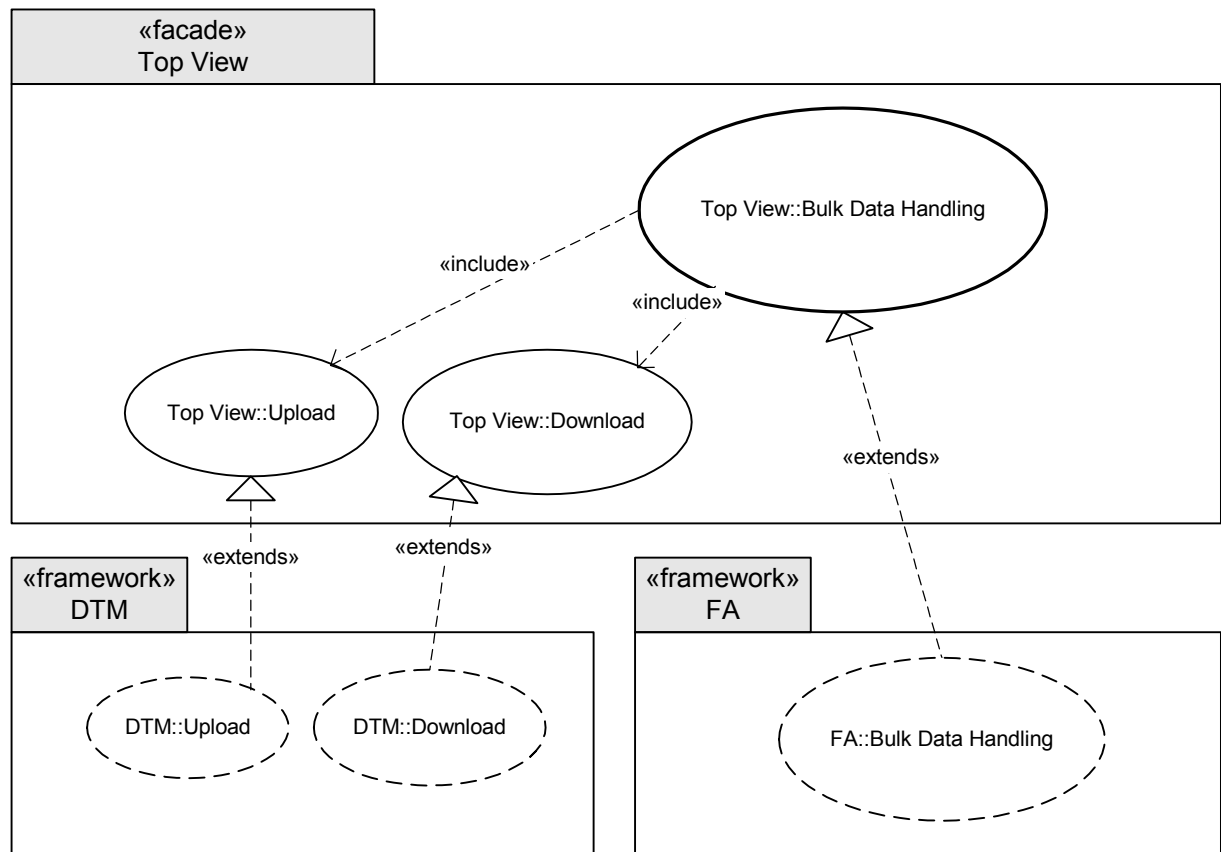 «facade»
Top View
Top View::Bulk Data Handling
«include»
«include»
Top View::Upload
Top View::Download
«extends»
«extends»
«extends»
«framework»
DTM
«framework»
FA
DTM::Upload
DTM::Download
FA::Bulk Data Handling